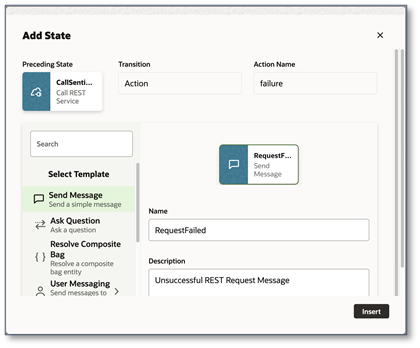 Add State
Preceding State
Transition
Action Name
CallSenti...
Call REST
Service
Action
failure
Search
Select Template
Send Message
Send a simple message
Ask Question
Ask a question
Resolve Composite
Bag
Resolve a composite
bag entity
User Messaging
Send messages to
RequestF...
Send
Message
Name
RequestFailed
Description
Unsuccessful REST Request Message
Insert